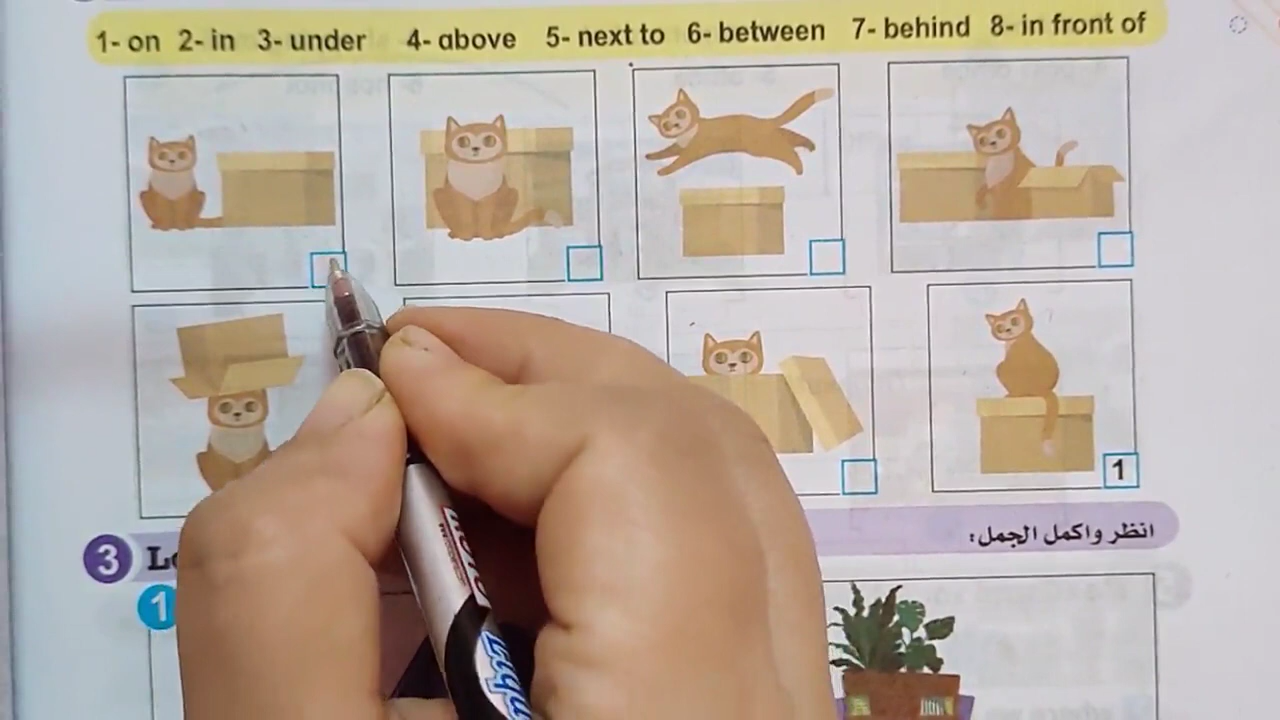 1- on 2- in 3- under 4- above 5- next to 6- between 7- behind 8- in front of
1
3
انظر واكمل الجمل:
1